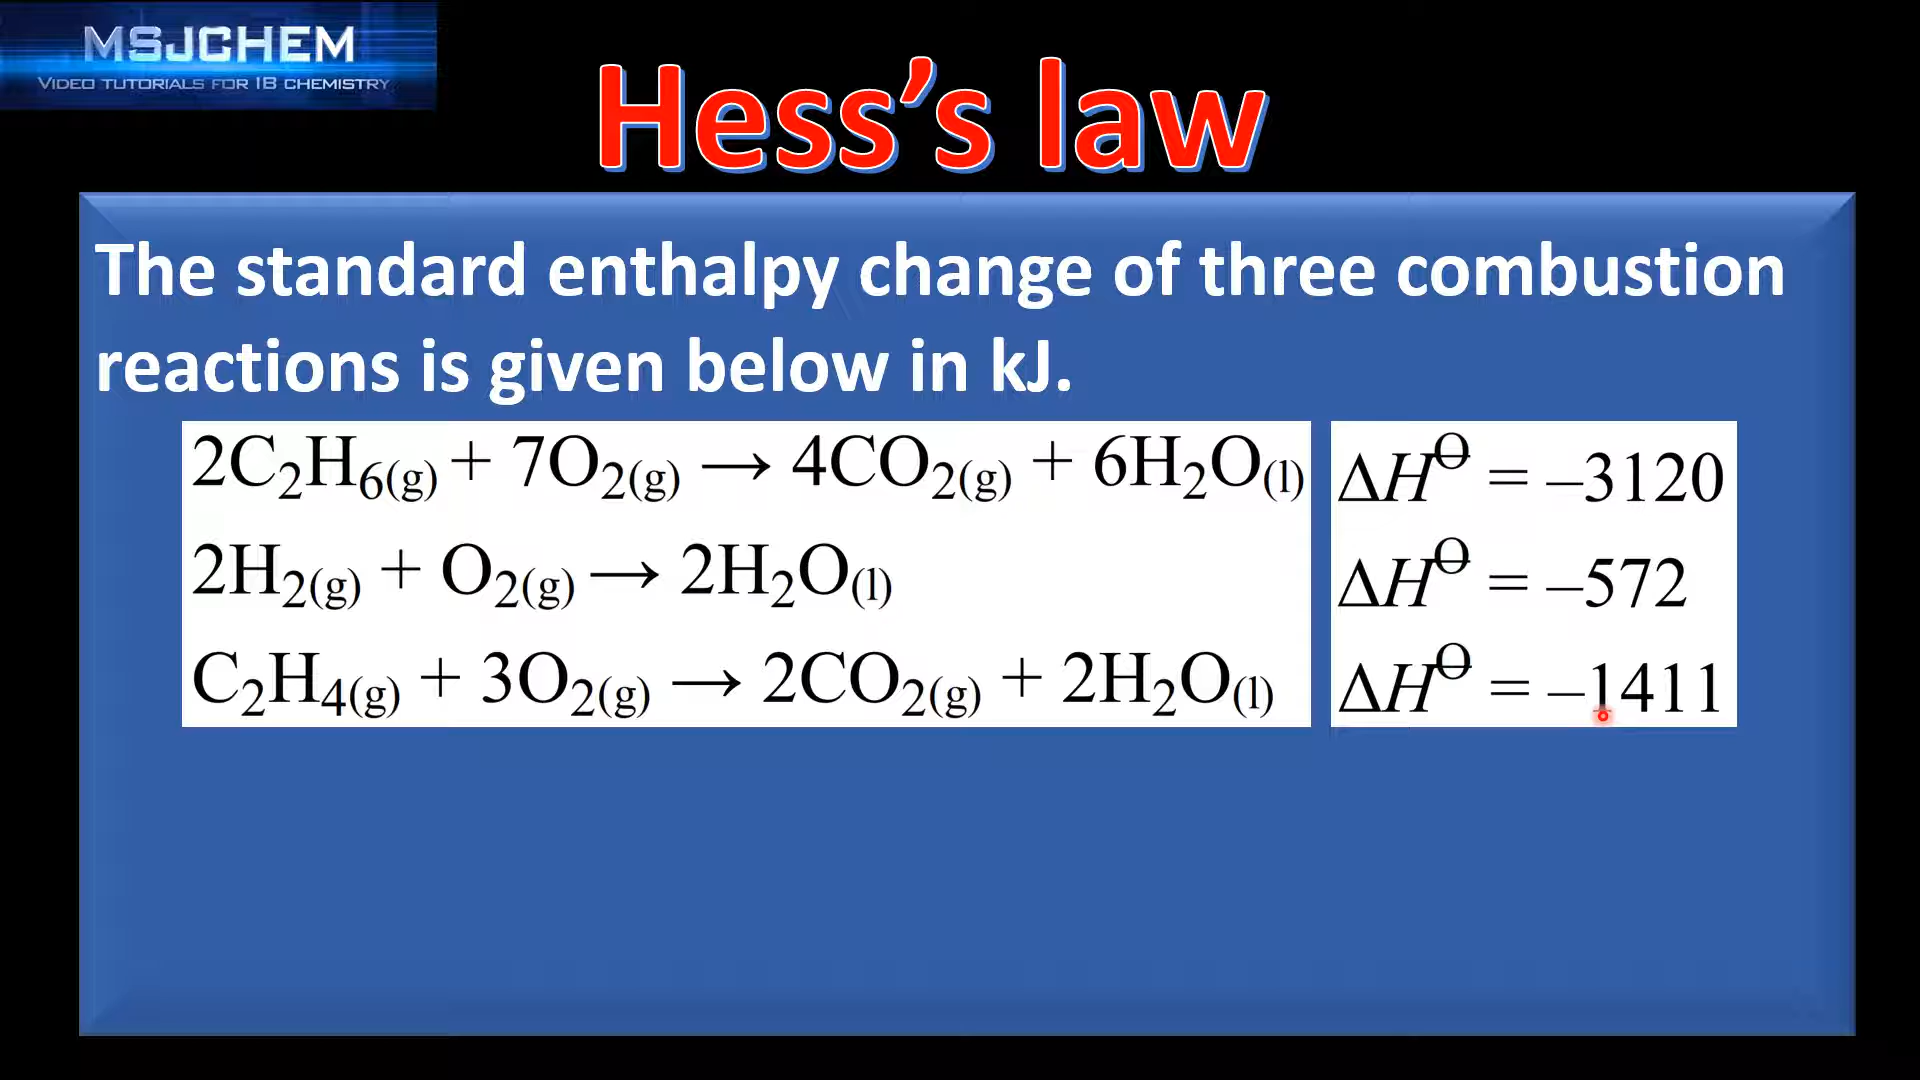 MSJCHEM
VIDEO TUTORIALS FOR IB CHEMISTRY
Hess’s law
The standard enthalpy change of three combustion
reactions is given below in kJ.
2C₂H₆(g) + 7O₂(g) → 4CO₂(g) + 6H₂O(l) ΔH⊖ = –3120
2H₂(g) + O₂(g) → 2H₂O(l) ΔH⊖ = –572
C₂H₄(g) + 3O₂(g) → 2CO₂(g) + 2H₂O(l) ΔH⊖ = –1411